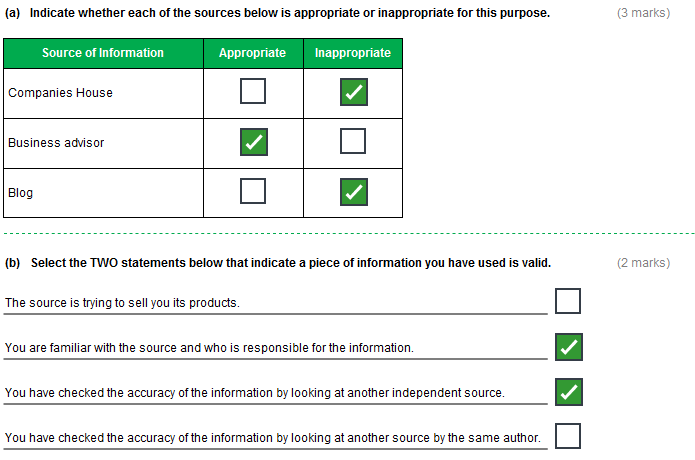 (a) Indicate whether each of the sources below is appropriate or inappropriate for this purpose. (3 marks)
Source of Information Appropriate Inappropriate
Companies House
Business advisor
Blog
(b) Select the TWO statements below that indicate a piece of information you have used is valid. (2 marks)
The source is trying to sell you its products.
You are familiar with the source and who is responsible for the information.
You have checked the accuracy of the information by looking at another independent source.
You have checked the accuracy of the information by looking at another source by the same author.